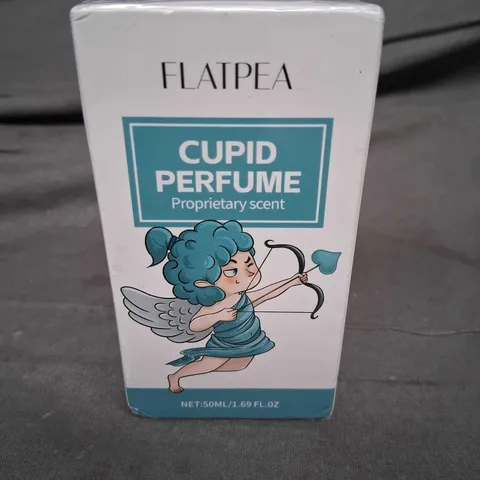 FLATPEA
CUPID
PERFUME
Proprietary scent
NET:50ML/1.69 FL.OZ